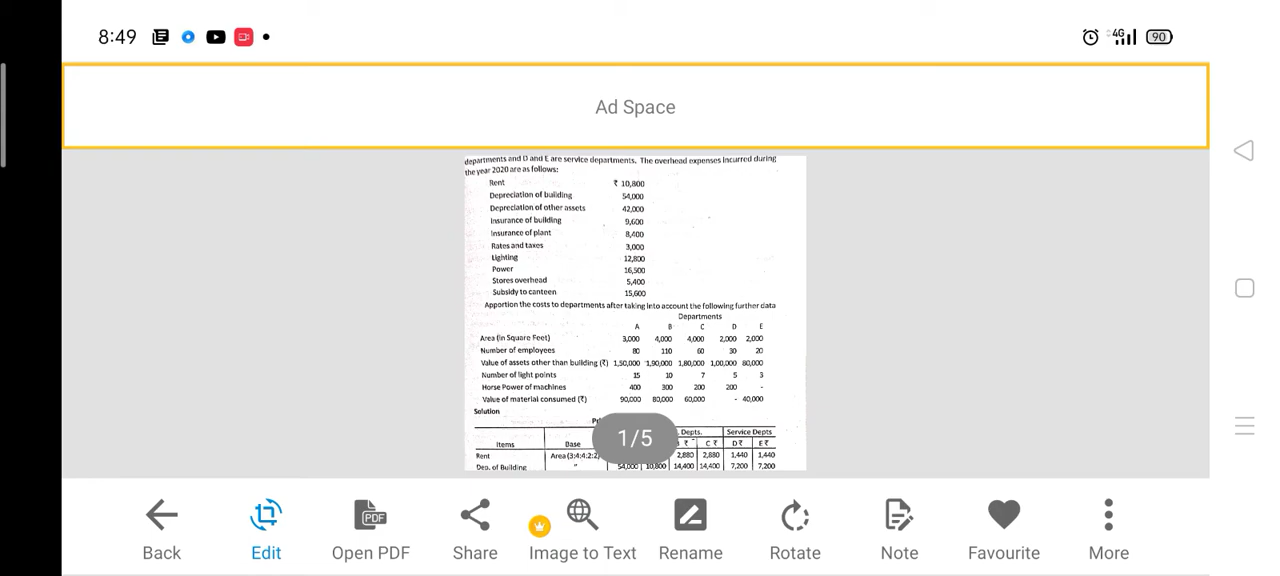 8:49
4G
90
Ad Space
departments and D and E are service departments. The overhead expenses incurred during
the year 2020 are as follows:
Rent ₹ 10,800
Depreciation of building 54,000
Depreciation of other assets 42,000
Insurance of building 9,600
Insurance of plant 8,400
Rates and taxes 3,000
Lighting 12,800
Power 16,500
Stores overhead 5,400
Subsidy to canteen 15,600
Apportion the costs to departments after taking into account the following further data
Departments
A B C D E
Area (in Square Feet) 3,000 4,000 4,000 2,000 2,000
Number of employees 80 110 60 30 20
Value of assets other than building (₹) 1,50,000 1,90,000 1,80,000 1,00,000 80,000
Number of light points 15 10 7 5 3
Horse Power of machines 400 300 200 200 -
Value of material consumed (₹) 90,000 80,000 60,000 - 40,000
Solution
1/5
Depts. Service Depts
Items Base ₹ C ₹ D ₹ E ₹
Rent Area (3:4:4:2:2) 2,880 2,880 1,440 1,440
Dep. of Building " 54,000 10,800 14,400 14,400 7,200 7,200
Back
Edit
PDF
Open PDF
Share
Image to Text
Rename
Rotate
Note
Favourite
More